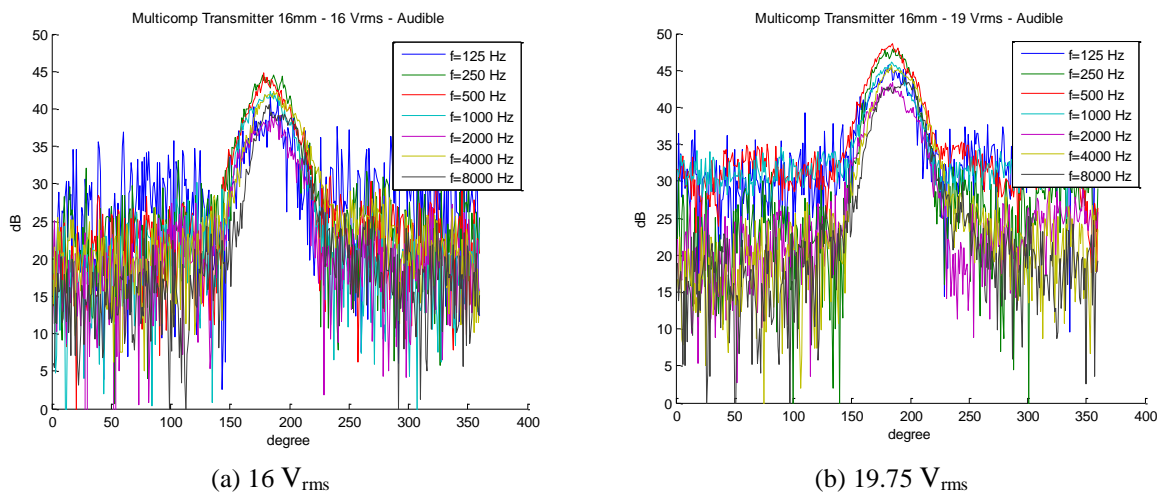 Multicomp Transmitter 16mm - 16 Vrms - Audible
50
45
40
35
30
25
20
15
10
5
0
dB
f=125 Hz
f=250 Hz
f=500 Hz
f=1000 Hz
f=2000 Hz
f=4000 Hz
f=8000 Hz
0 50 100 150 200 250 300 350 400
degree
(a) 16 Vrms
Multicomp Transmitter 16mm - 19 Vrms - Audible
50
45
40
35
30
25
20
15
10
5
0
dB
f=125 Hz
f=250 Hz
f=500 Hz
f=1000 Hz
f=2000 Hz
f=4000 Hz
f=8000 Hz
0 50 100 150 200 250 300 350 400
degree
(b) 19.75 Vrms